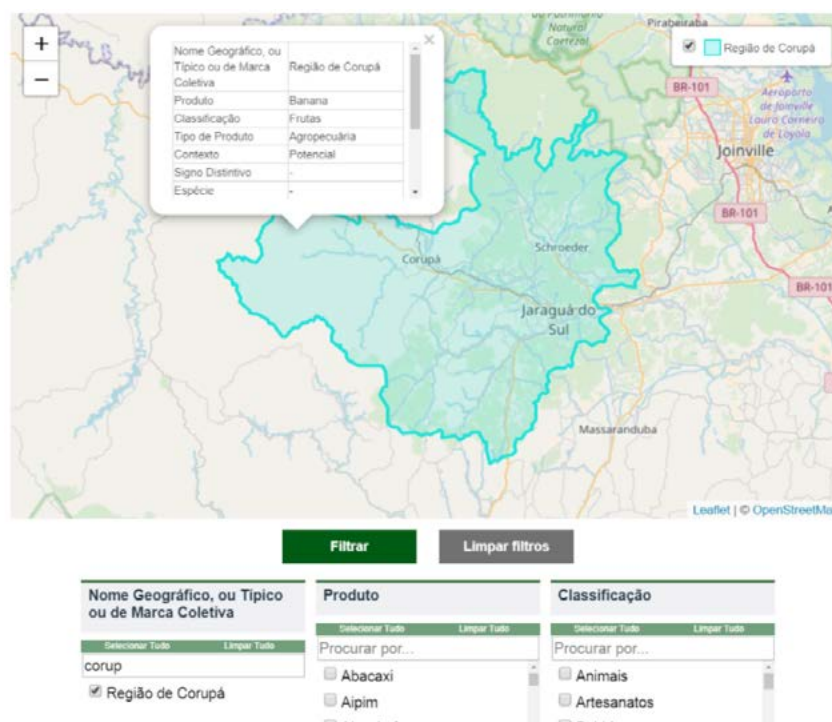 Pirabeiraba
Natural
Cartezal
+
−
×
Nome Geográfico, ou
Típico ou de Marca
Coletiva
Região de Corupá
Produto
Banana
Classificação
Frutas
Tipo de Produto
Agropecuária
Contexto
Potencial
Signo Distintivo
-
Espécie
-
Região de Corupá
BR-101
Aeroporto
de Joinville
Lauro Carneiro
de Loyola
Joinville
BR-101
Schroeder
Corupá
BR-101
Jaraguá do
Sul
Massaranduba
Leaflet | © OpenStreetMa
Filtrar
Limpar filtros
Nome Geográfico, ou Típico
ou de Marca Coletiva
Selecionar Tudo
Limpar Tudo
corup
Região de Corupá
Produto
Selecionar Tudo
Limpar Tudo
Procurar por...
Abacaxi
Aipim
Classificação
Selecionar Tudo
Limpar Tudo
Procurar por...
Animais
Artesanatos